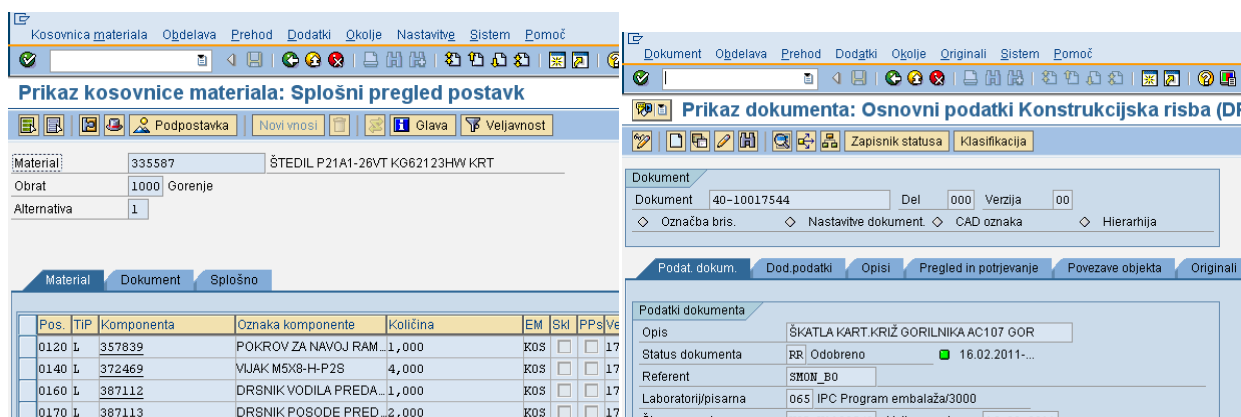 Kosovnica materiala Obdelava Prehod Dodatki Okolje Nastavitve Sistem Pomoč
Prikaz kosovnice materiala: Splošni pregled postavk
Podpostavka Novi vnosi Glava Veljavnost
Material 335587 ŠTEDIL P21A1-26VT KG62123HW KRT
Obrat 1000 Gorenje
Alternativa 1
Material Dokument Splošno
Pos. TiP Komponenta Oznaka komponente Količina EM Skl PPs Ve
0120 L 357839 POKROV ZA NAVOJ RAM... 1,000 KOS 17
0140 L 372469 VIJAK M5X8-H-P2S 4,000 KOS 17
0160 L 387112 DRSNIK VODILA PREDA... 1,000 KOS 17
0170 L 387113 DRSNIK POSODE PRED... 2,000 KOS 17
Dokument Obdelava Prehod Dodatki Okolje Originali Sistem Pomoč
Prikaz dokumenta: Osnovni podatki Konstrukcijska risba (DR
Zapisnik statusa Klasifikacija
Dokument
Dokument 40-10017544 Del 000 Verzija 00
Označba bris. Nastavitve dokument. CAD oznaka Hierarhija
Podat. dokum. Dod.podatki Opisi Pregled in potrjevanje Povezave objekta Originali
Podatki dokumenta
Opis ŠKATLA KART.KRIŽ GORILNIKA AC107 GOR
Status dokumenta RR Odobreno 16.02.2011-...
Referent SMON_BO
Laboratorij/pisarna 065 IPC Program embalaža/3000